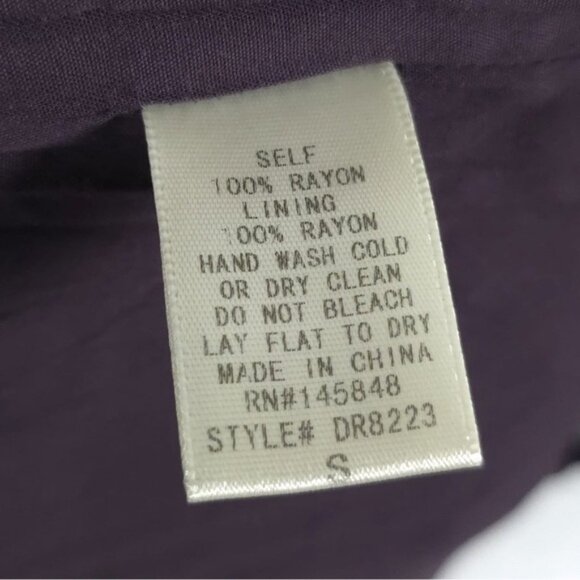 SELF
100% RAYON
LINING
100% RAYON
HAND WASH COLD
OR DRY CLEAN
DO NOT BLEACH
LAY FLAT TO DRY
MADE IN CHINA
RN#145848
STYLE# DR8223
S